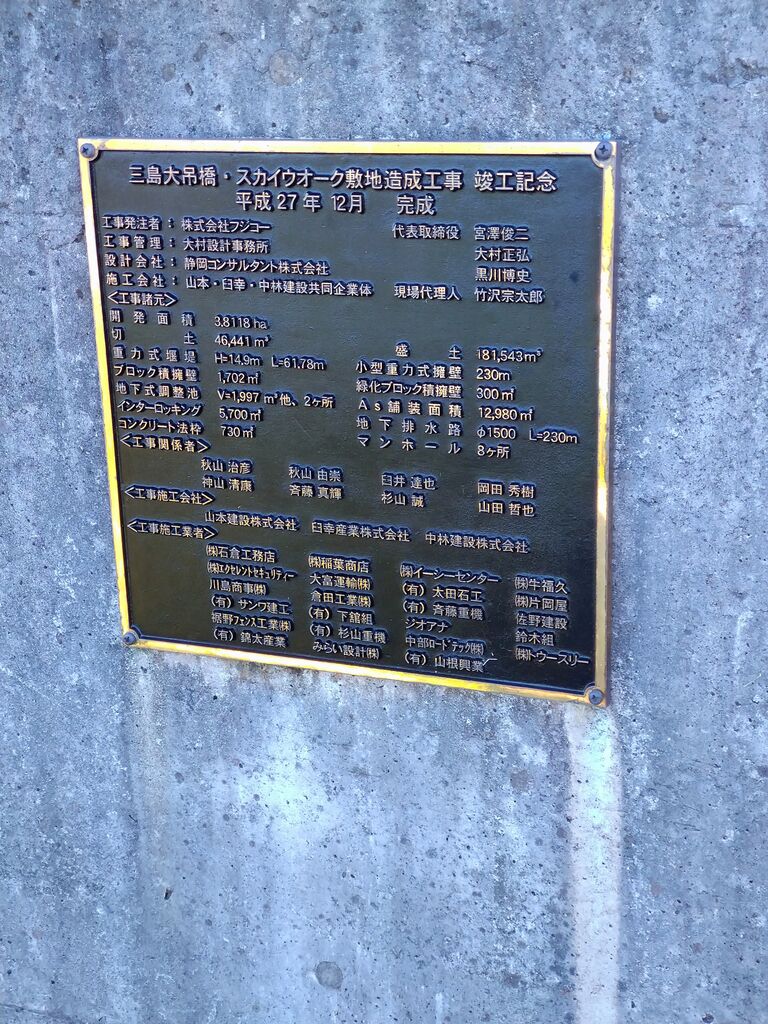 三島大吊橋・スカイウオーク敷地造成工事 竣工記念
平成27年 12月 完成
工事発注者：株式会社フジコー 代表取締役 宮澤俊二
工事管理：大村設計事務所 大村正弘
設計会社：静岡コンサルタント株式会社 黒川博史
施工会社：山本・臼幸・中林建設共同企業体 現場代理人 竹沢宗太郎
<工事諸元>
開発面積 3.8118ha
切土 46,441m³ 盛土 181,543m³
重力式堰堤 H=14.9m L=61.78m 小型重力式擁壁 230m
ブロック積擁壁 1,702㎡ 緑化ブロック積擁壁 300㎡
地下式調整池 V=1,997m³他、2ヶ所 As舗装面積 12,980㎡
インターロッキング 5,700㎡ 地下排水路 φ1500 L=230m
コンクリート法枠 730㎡ マンホール 8ヶ所
<工事関係者>
秋山 治彦 秋山 由崇 臼井 達也 岡田 秀樹
神山 清康 斉藤 真輝 杉山 誠 山田 哲也
<工事施工会社>
山本建設株式会社 臼幸産業株式会社 中林建設株式会社
<工事施工業者>
㈱石倉工務店 ㈱稲葉商店 ㈱イーシーセンター ㈱牛福久
㈱エクセレントセキュリティー 大富運輸㈱ (有)太田石工 ㈱片岡屋
川島商事㈱ 倉田工業㈱ (有)斉藤重機 佐野建設
(有)サンワ建工 (有)下舘組 ジオアナ 鈴木組
裾野フェンス工業㈱ (有)杉山重機 中部ロードテック㈱ ㈱トウースリー
(有)錦太産業 みらい設計㈱ (有)山根興業